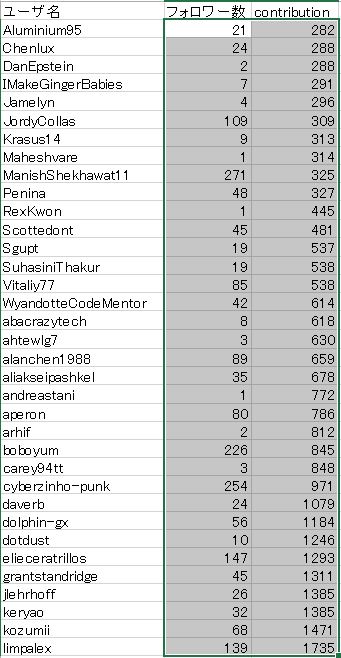 ユーザ名 フォロワー数 contribution
Aluminium95 21 282
Chenlux 24 288
DanEpstein 2 288
IMakeGingerBabies 7 291
Jamelyn 4 296
JordyCollas 109 309
Krasus14 9 313
Maheshvare 1 314
ManishShekhawat11 271 325
Penina 48 327
RexKwon 1 445
Scottedont 45 481
Sgupt 19 537
SuhasiniThakur 19 538
Vitaliy77 85 538
WyandotteCodeMentor 42 614
abacrazytech 8 618
ahtewlg7 3 630
alanchen1988 89 659
aliakseipashkel 35 678
andreastani 1 772
aperon 80 786
arhif 2 812
boboyum 226 845
carey94tt 3 848
cyberzinho-punk 254 971
daverb 24 1079
dolphin-gx 56 1184
dotdust 10 1246
elieceratrillos 147 1293
grantstandridge 45 1311
jlehrhoff 26 1385
keryao 32 1385
kozumii 68 1471
limpalex 139 1735